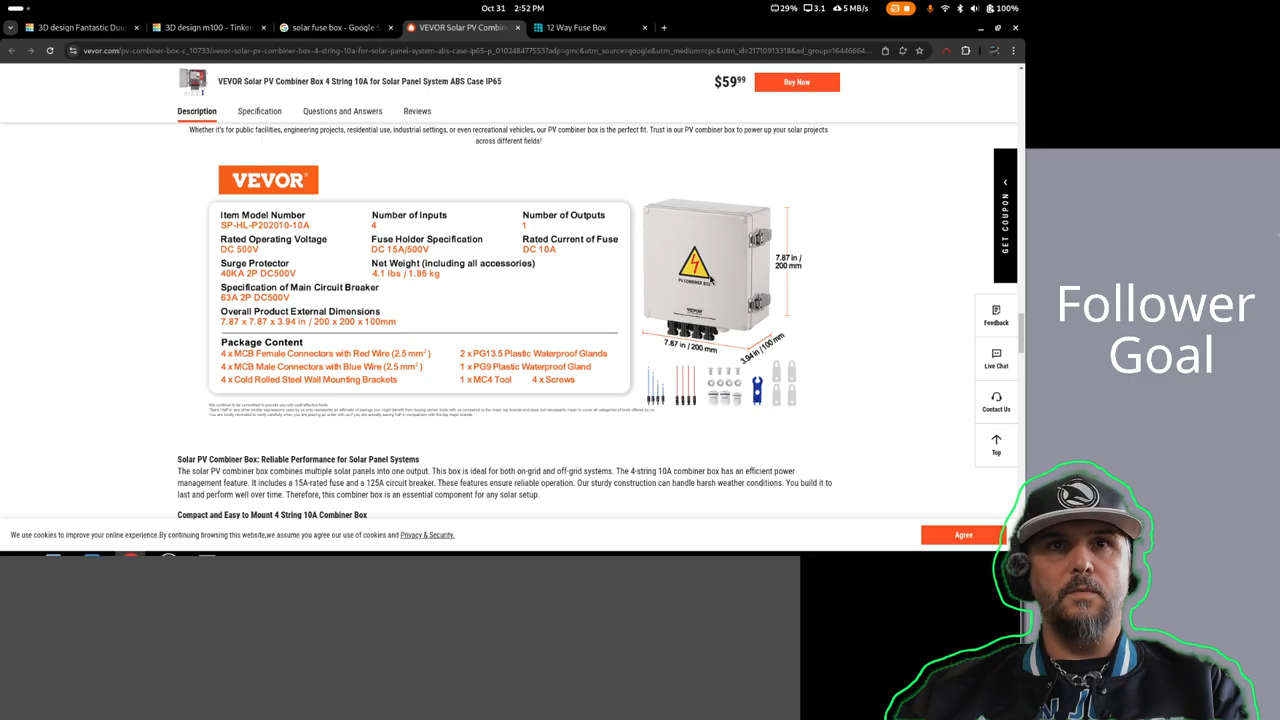 Oct 31 2:52 PM
29% 3.1 5 MB/s 100%
3D design Fantastic Duu
3D design m100 - Tinker
solar fuse box - Google S
VEVOR Solar PV Combin
12 Way Fuse Box
VEVOR Solar PV Combiner Box 4 String 10A for Solar Panel System ABS Case IP65
$59.99
Buy Now
Description Specification Questions and Answers Reviews
Whether it's for public facilities, engineering projects, residential use, industrial settings, or even recreational vehicles, our PV combiner box is the perfect fit. Trust in our PV combiner box to power up your solar projects
across different fields!
VEVOR
Item Model Number Number of Inputs Number of Outputs
SP-HL-P202010-10A 4 1
Rated Operating Voltage Fuse Holder Specification Rated Current of Fuse
DC 500V DC 15A/500V DC 10A
Surge Protector Net Weight (including all accessories)
40KA 2P DC500V 4.1 lbs / 1.86 kg
Specification of Main Circuit Breaker
63A 2P DC500V
Overall Product External Dimensions
7.87 x 7.87 x 3.94 in / 200 x 200 x 100mm
Package Content
4 x MCB Female Connectors with Red Wire (2.5 mm²) 2 x PG13.5 Plastic Waterproof Glands
4 x MCB Male Connectors with Blue Wire (2.5 mm²) 1 x PG9 Plastic Waterproof Gland
4 x Cold Rolled Steel Wall Mounting Brackets 1 x MC4 Tool 4 x Screws
PV COMBINER BOX
VEVOR
7.87 in /
200 mm
7.87 in / 200 mm
3.94 in / 100 mm
GET COUPON
Feedback
Live Chat
Contact Us
Top
Follower
Goal
Solar PV Combiner Box: Reliable Performance for Solar Panel Systems
The solar PV combiner box combines multiple solar panels into one output. This box is ideal for both on-grid and off-grid systems. The 4-string 10A combiner box has an efficient power
management feature. It includes a 15A-rated fuse and a 125A circuit breaker. These features ensure reliable operation. Our sturdy construction can handle harsh weather conditions. You build it to
last and perform well over time. Therefore, this combiner box is an essential component for any solar setup.
Compact and Easy to Mount 4 String 10A Combiner Box
We use cookies to improve your online experience.By continuing browsing this website,we assume you agree our use of cookies and Privacy & Security.
Agree